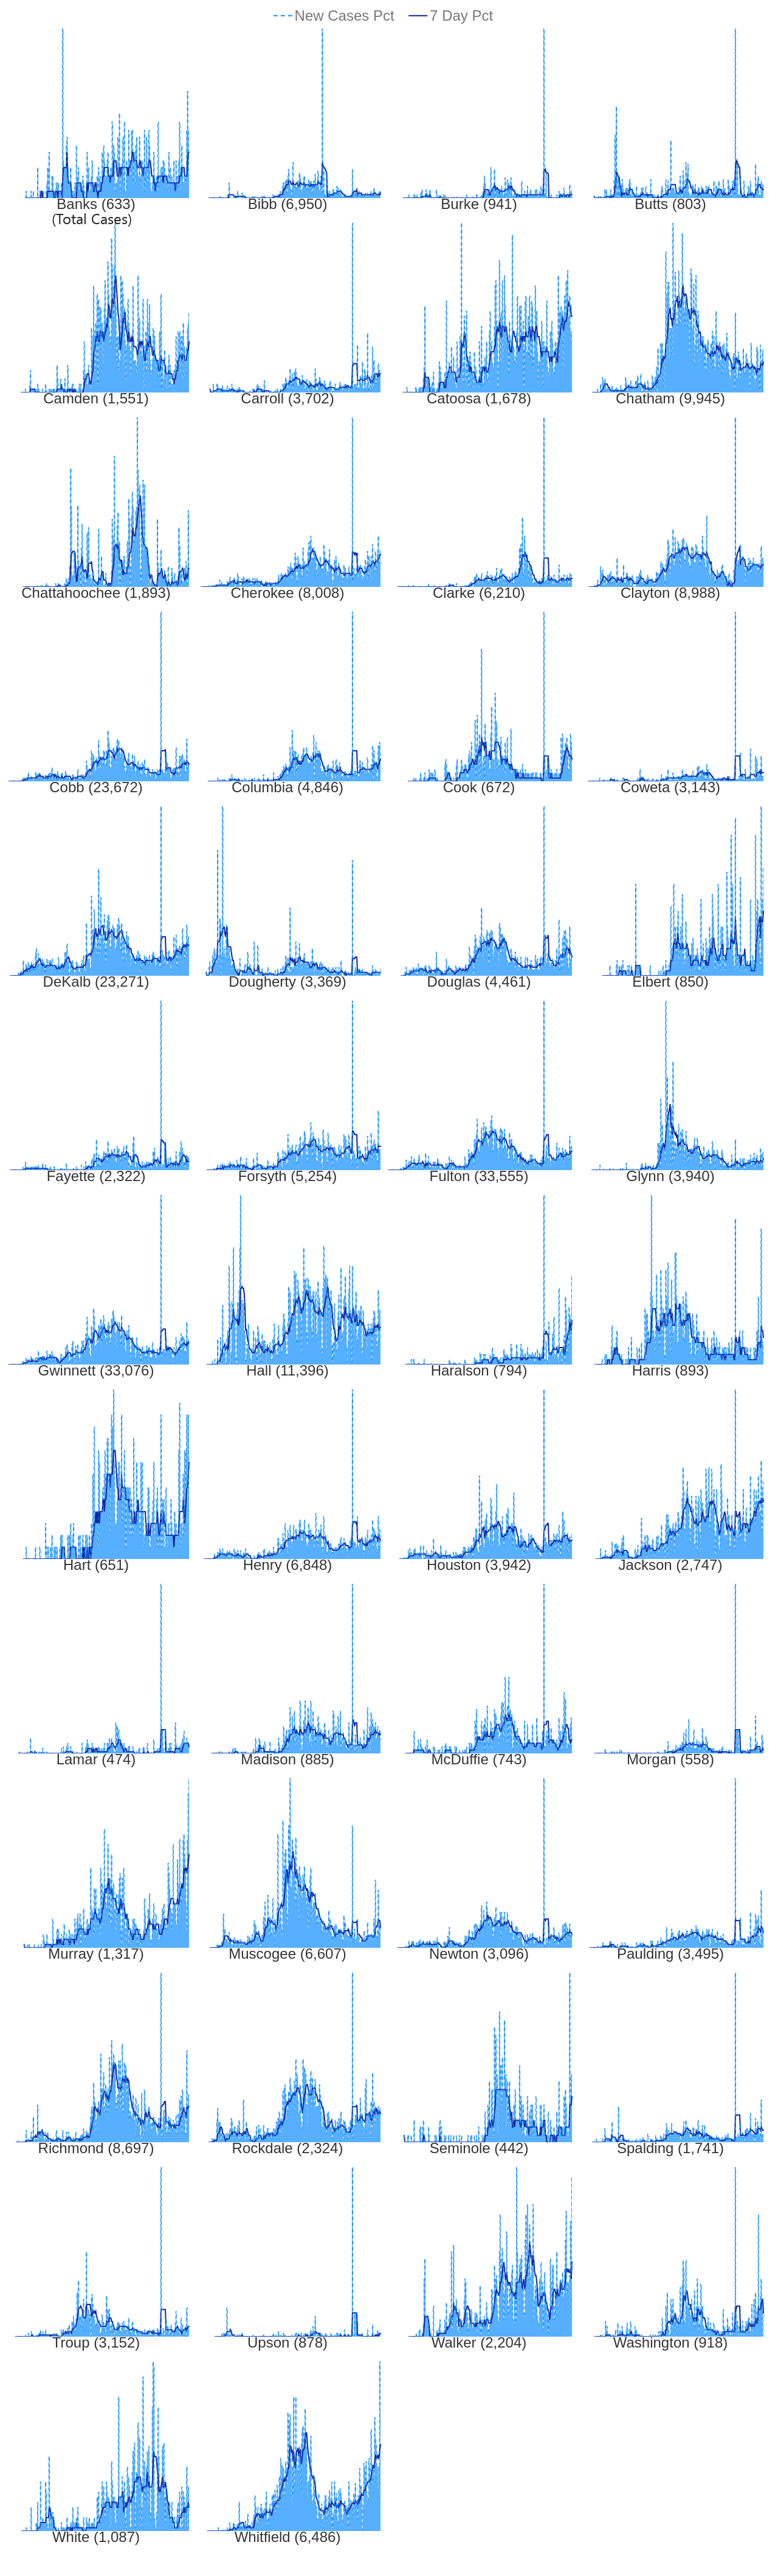 New Cases Pct 7 Day Pct
Banks (633) Bibb (6,950) Burke (941) Butts (803)
(Total Cases)
Camden (1,551) Carroll (3,702) Catoosa (1,678) Chatham (9,945)
Chattahoochee (1,893) Cherokee (8,008) Clarke (6,210) Clayton (8,988)
Cobb (23,672) Columbia (4,846) Cook (672) Coweta (3,143)
DeKalb (23,271) Dougherty (3,369) Douglas (4,461) Elbert (850)
Fayette (2,322) Forsyth (5,254) Fulton (33,555) Glynn (3,940)
Gwinnett (33,076) Hall (11,396) Haralson (794) Harris (893)
Hart (651) Henry (6,848) Houston (3,942) Jackson (2,747)
Lamar (474) Madison (885) McDuffie (743) Morgan (558)
Murray (1,317) Muscogee (6,607) Newton (3,096) Paulding (3,495)
Richmond (8,697) Rockdale (2,324) Seminole (442) Spalding (1,741)
Troup (3,152) Upson (878) Walker (2,204) Washington (918)
White (1,087) Whitfield (6,486)